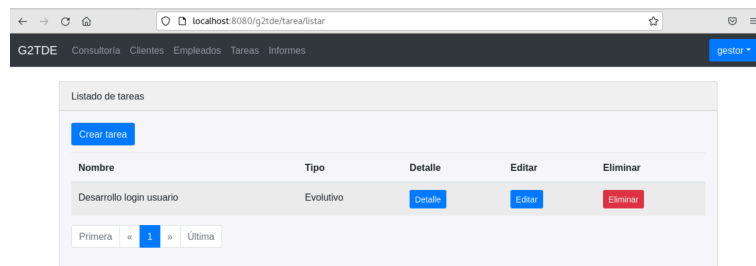 localhost:8080/g2tde/tarea/listar
G2TDE Consultoría Clientes Empleados Tareas Informes gestor
Listado de tareas
Crear tarea
Nombre Tipo Detalle Editar Eliminar
Desarrollo login usuario Evolutivo Detalle Editar Eliminar
Primera « 1 » Última